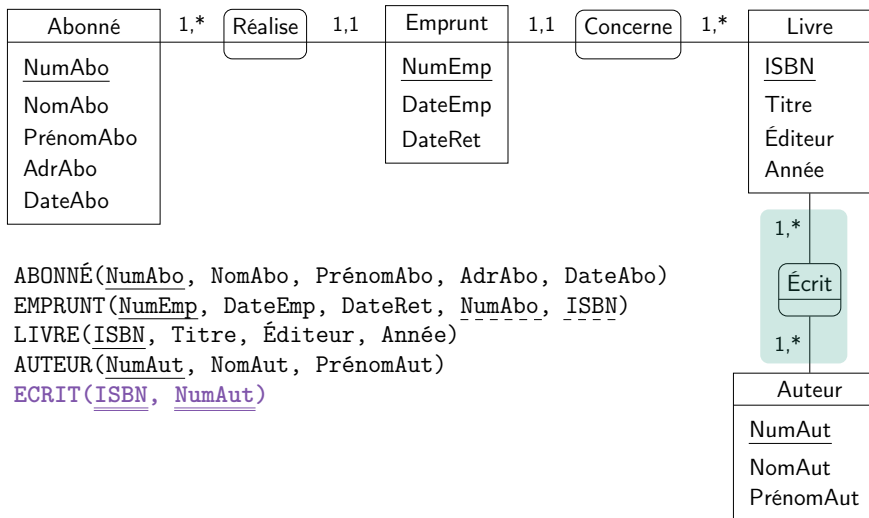 Abonné 1,* Réalise 1,1 Emprunt 1,1 Concerne 1,* Livre
NumAbo
NomAbo
PrénomAbo
AdrAbo
DateAbo
NumEmp
DateEmp
DateRet
ISBN
Titre
Éditeur
Année
1,*
Écrit
1,*
Auteur
NumAut
NomAut
PrénomAut
ABONNÉ(NumAbo, NomAbo, PrénomAbo, AdrAbo, DateAbo)
EMPRUNT(NumEmp, DateEmp, DateRet, NumAbo, ISBN)
LIVRE(ISBN, Titre, Éditeur, Année)
AUTEUR(NumAut, NomAut, PrénomAut)
ECRIT(ISBN, NumAut)